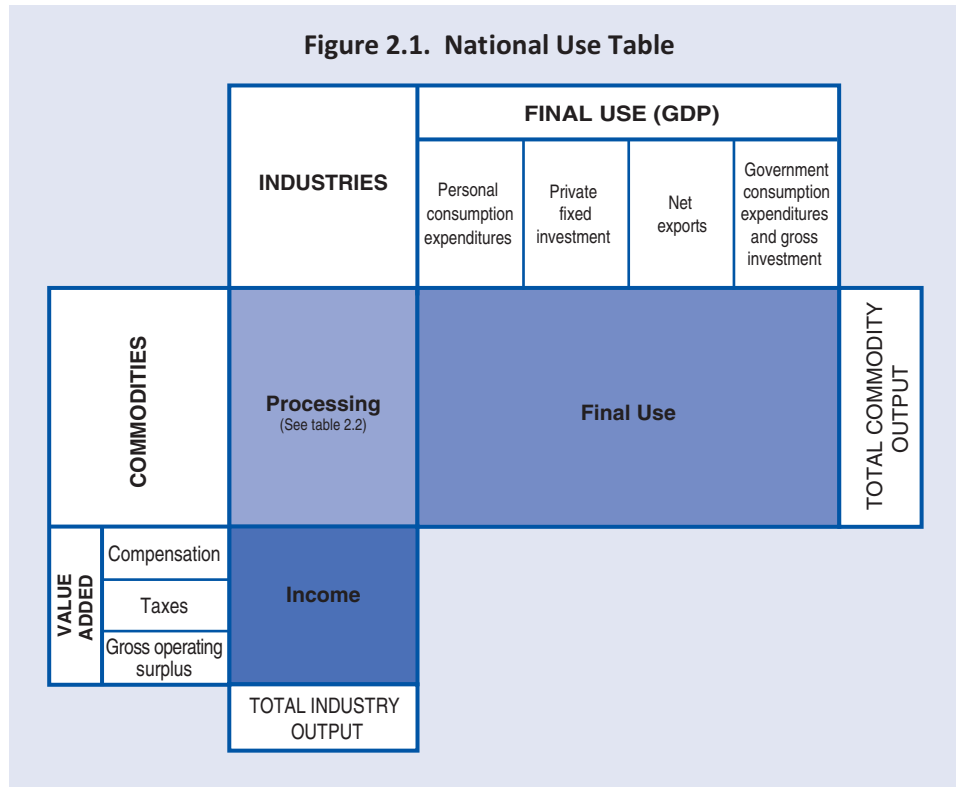 Figure 2.1. National Use Table
INDUSTRIES
FINAL USE (GDP)
Personal
consumption
expenditures
Private
fixed
investment
Net
exports
Government
consumption
expenditures
and gross
investment
COMMODITIES
Processing
(See table 2.2)
Final Use
TOTAL COMMODITY
OUTPUT
VALUE
ADDED
Compensation
Taxes
Gross operating
surplus
Income
TOTAL INDUSTRY
OUTPUT